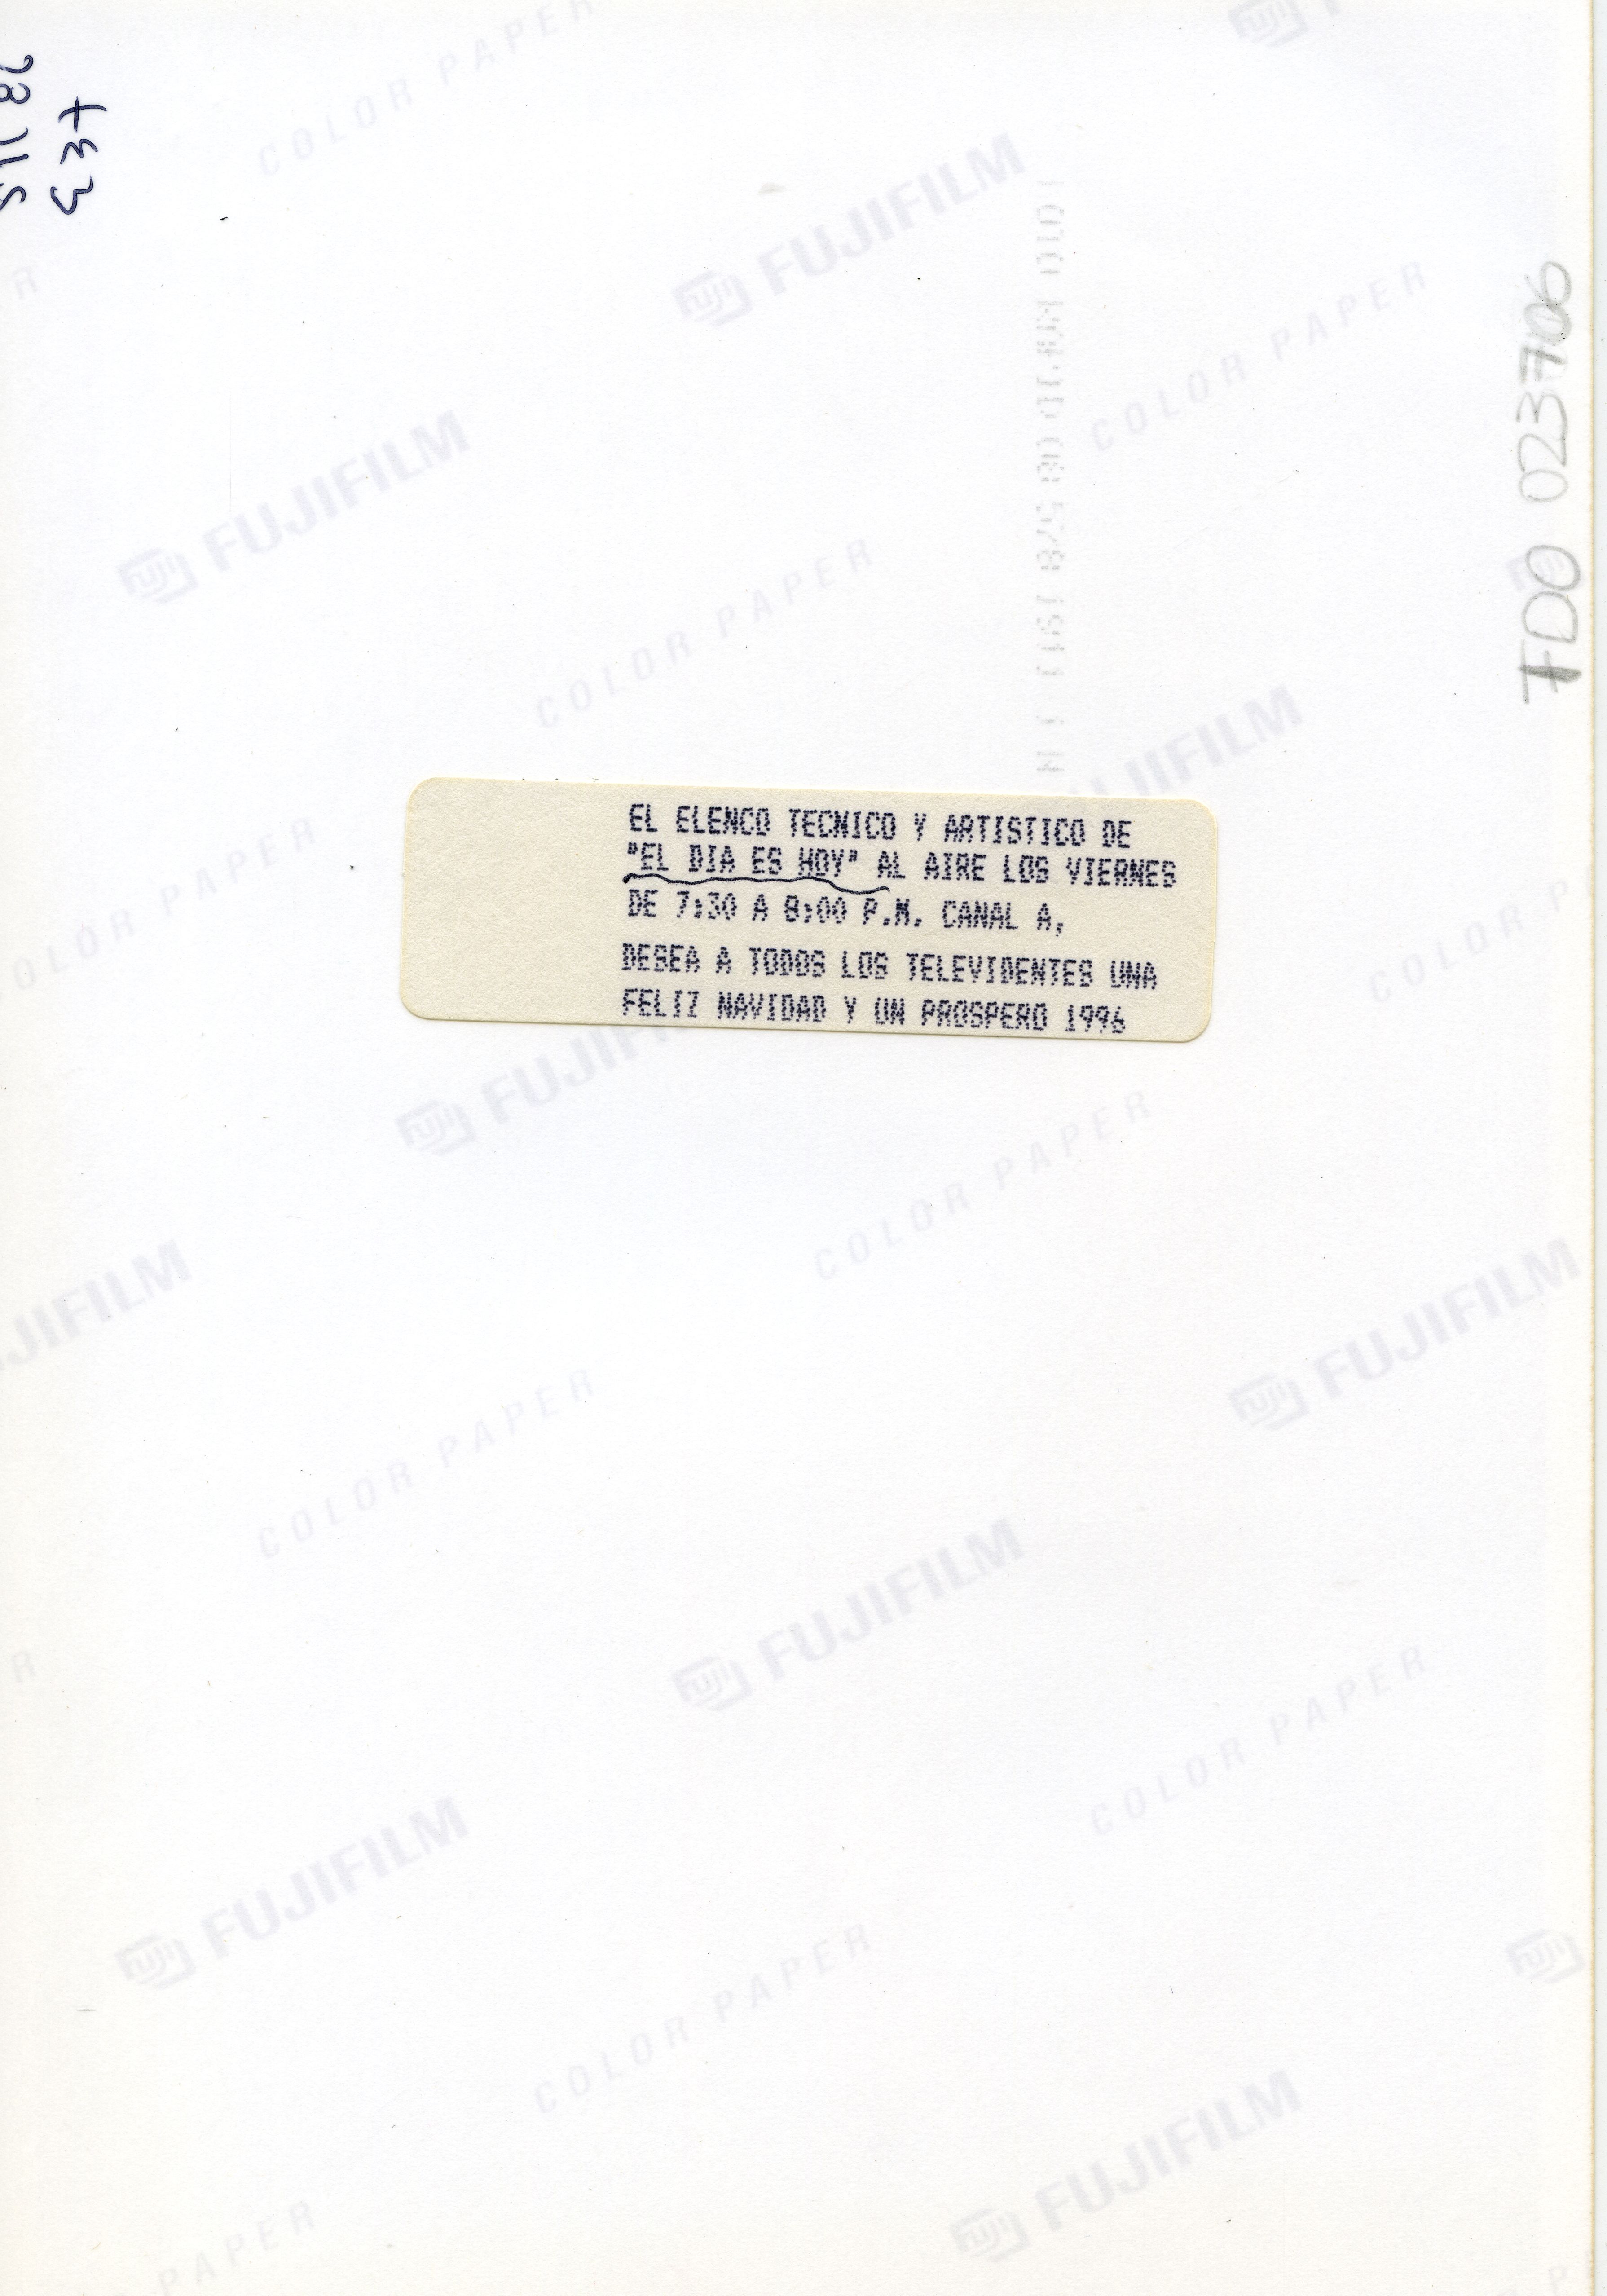 EL ELENCO TECNICO Y ARTISTICO DE
"EL DIA ES HOY" AL AIRE LOS VIERNES
DE 7:30 A 8:00 P.M. CANAL A,
DESEA A TODOS LOS TELEVIDENTES UNA
FELIZ NAVIDAD Y UN PROSPERO 1996
FDO 023706
FUJIFILM
COLOR PAPER